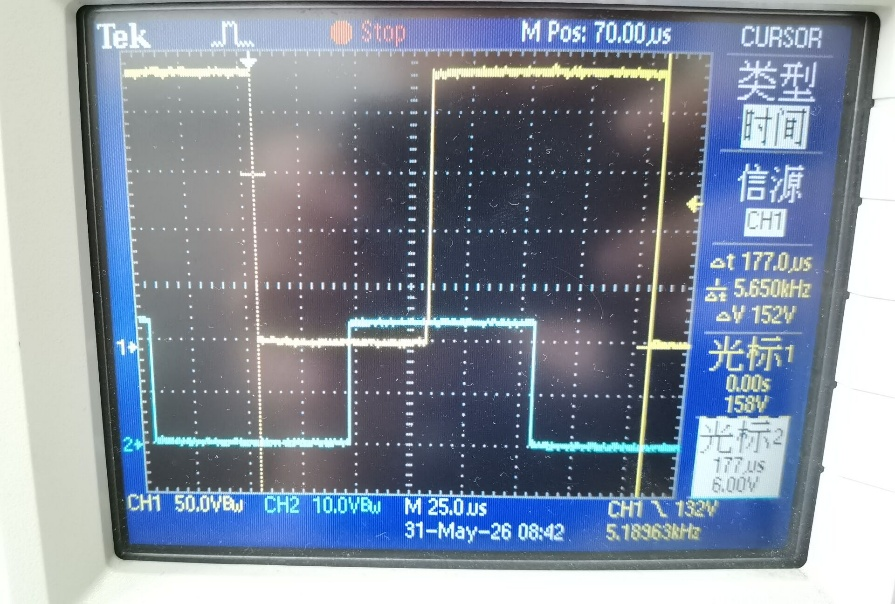 Tek Stop M Pos: 70.00µs CURSOR
类型
时间
信源
CH1
Δt 177.0µs
1/Δt 5.650kHz
ΔV 152V
光标1
0.00s
158V
光标2
177µs
6.00V
1
2
CH1 50.0VBw CH2 10.0VBw M 25.0µs CH1 \ 132V
31-May-26 08:42 5.18963kHz